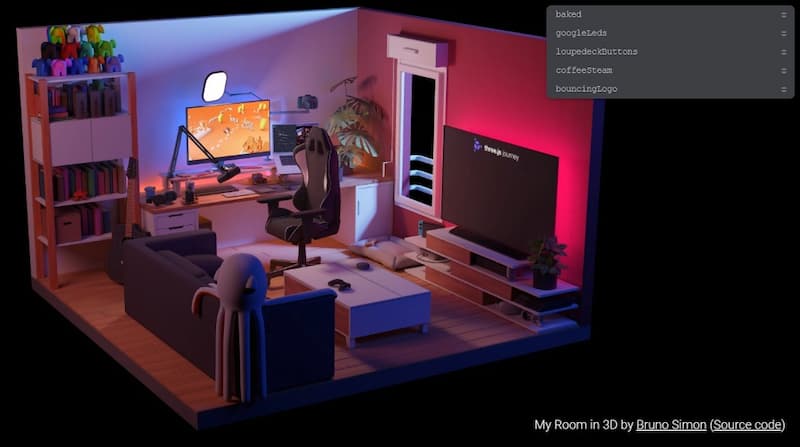 baked
googleLeds
loupedeckButtons
coffeeSteam
bouncingLogo
three.js journey
My Room in 3D by Bruno Simon (Source code)